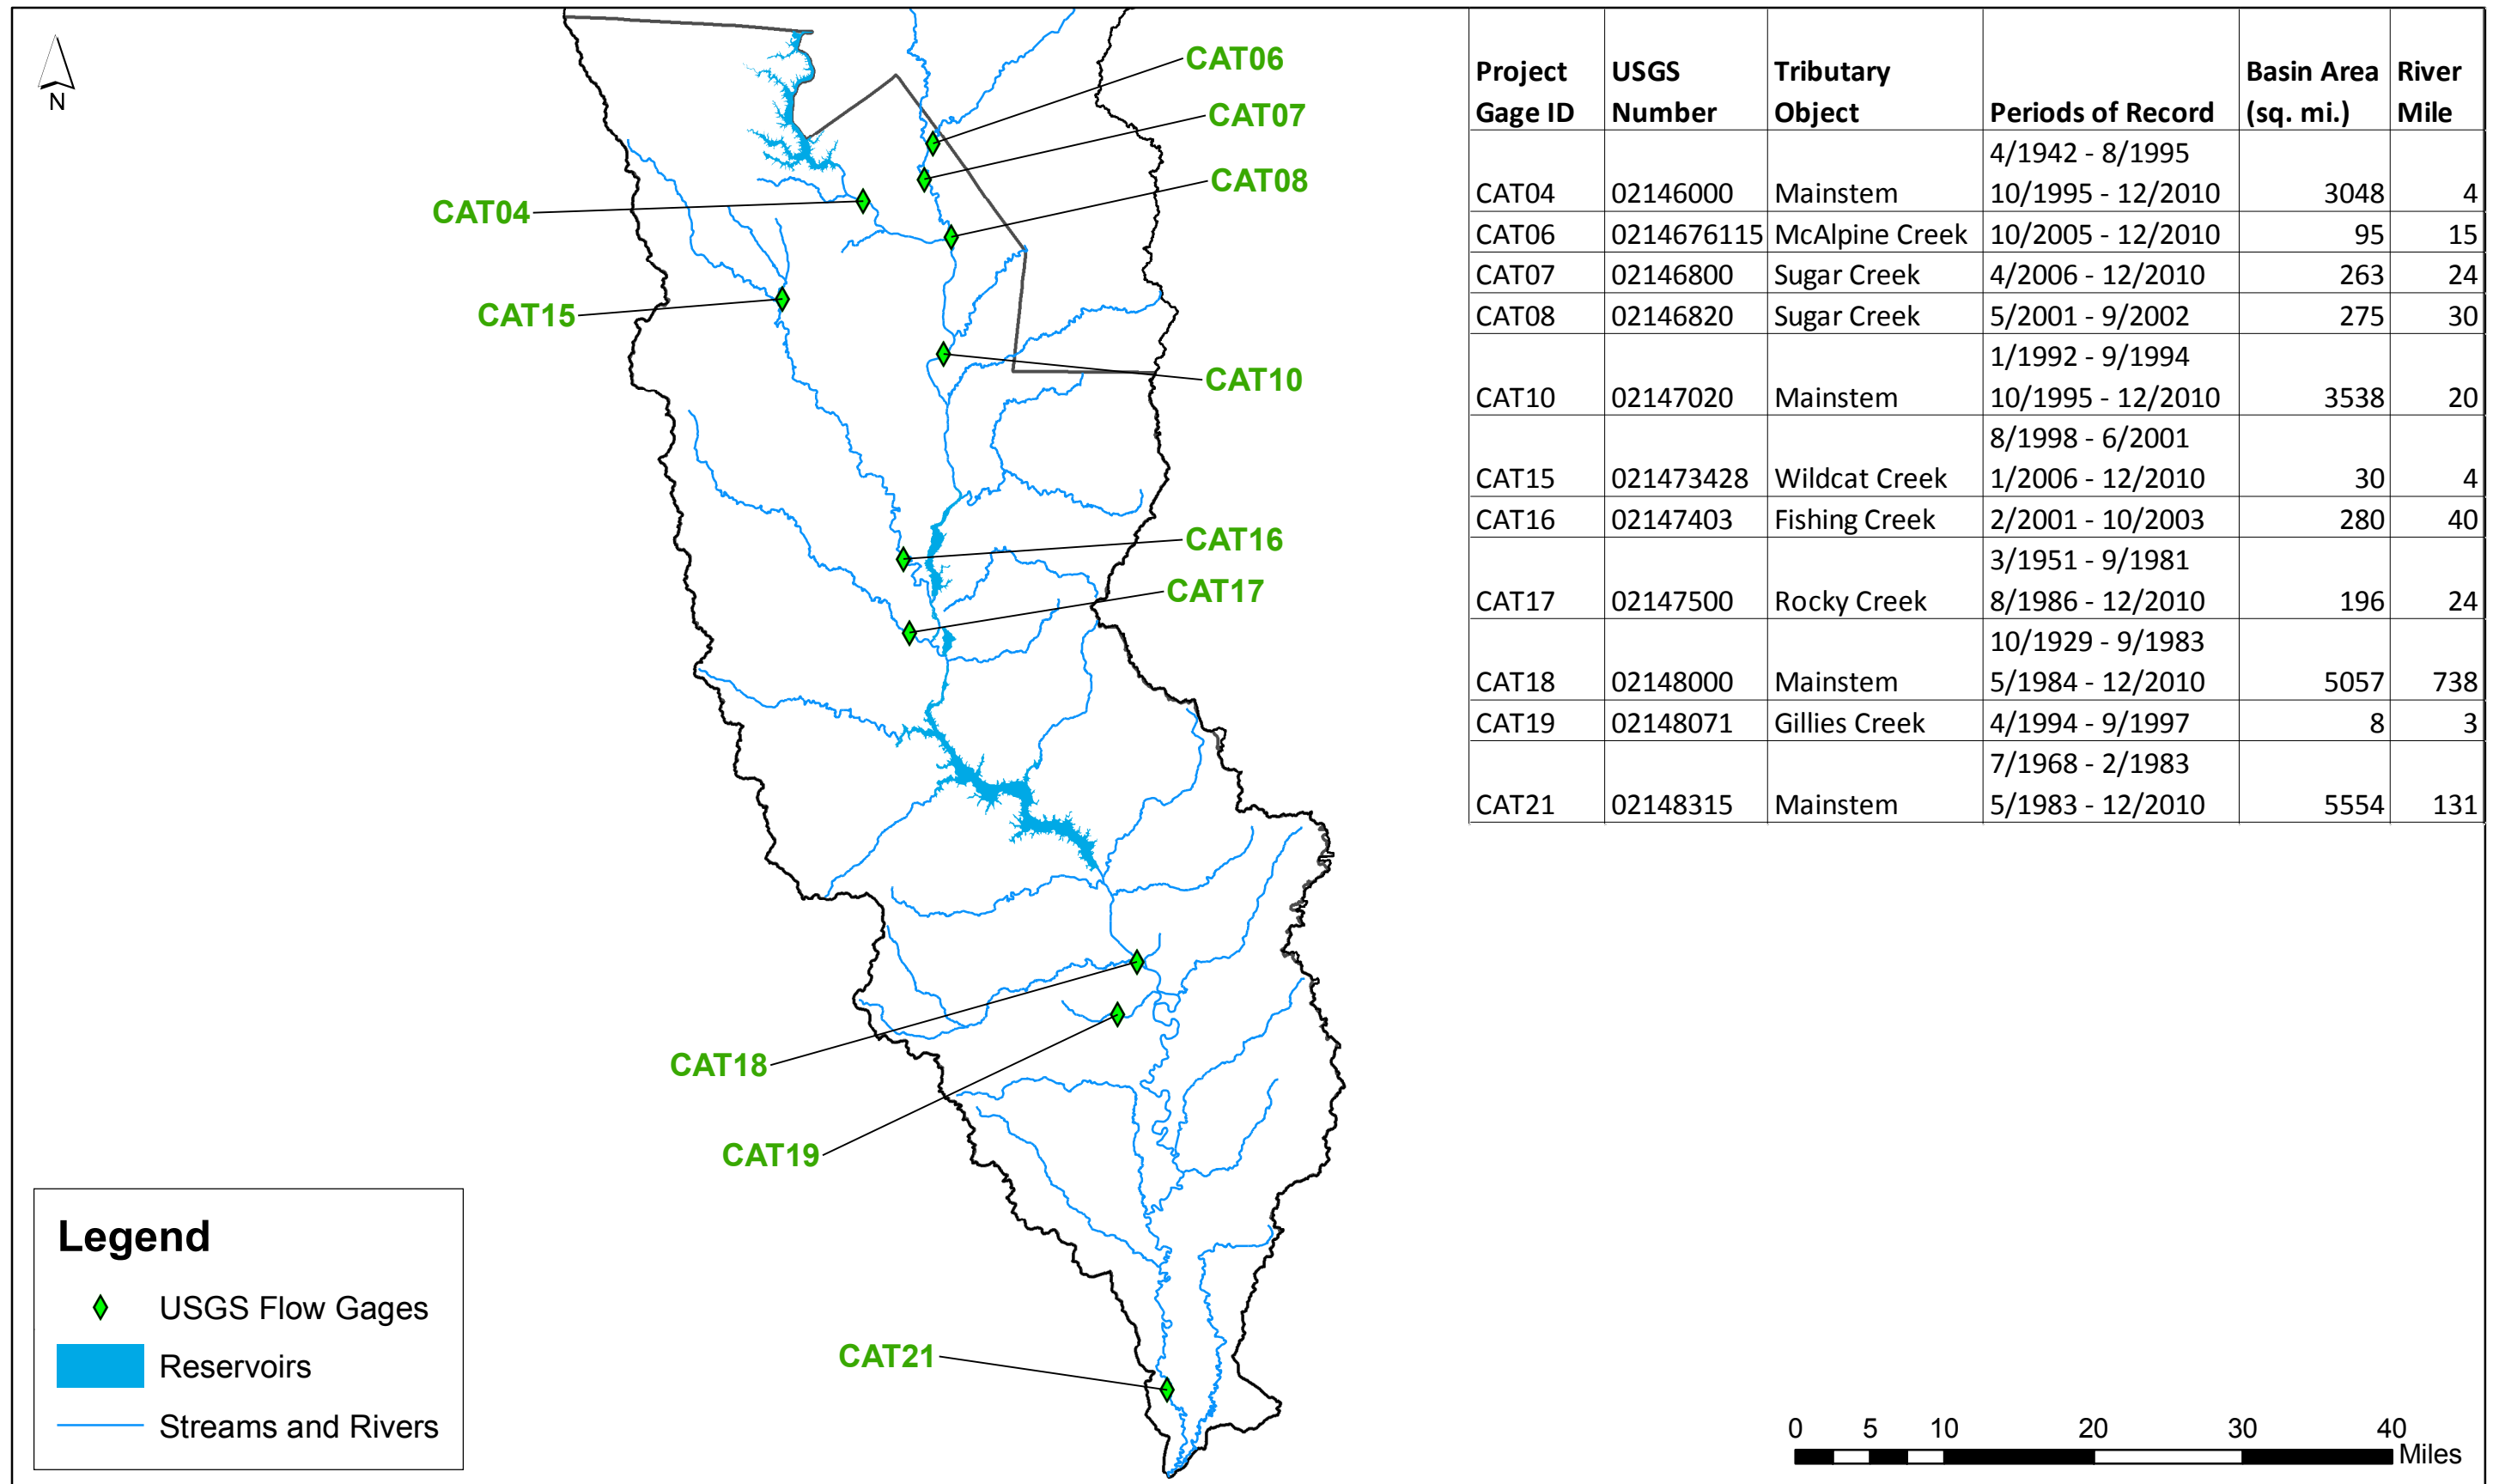 N
CAT06
CAT07
CAT08
CAT04
CAT15
CAT10
CAT16
CAT17
CAT18
CAT19
CAT21
Project Gage ID USGS Number Tributary Object Periods of Record Basin Area (sq. mi.) River Mile
4/1942 - 8/1995
CAT04 02146000 Mainstem 10/1995 - 12/2010 3048 4
CAT06 0214676115 McAlpine Creek 10/2005 - 12/2010 95 15
CAT07 02146800 Sugar Creek 4/2006 - 12/2010 263 24
CAT08 02146820 Sugar Creek 5/2001 - 9/2002 275 30
1/1992 - 9/1994
CAT10 02147020 Mainstem 10/1995 - 12/2010 3538 20
8/1998 - 6/2001
CAT15 021473428 Wildcat Creek 1/2006 - 12/2010 30 4
CAT16 02147403 Fishing Creek 2/2001 - 10/2003 280 40
3/1951 - 9/1981
CAT17 02147500 Rocky Creek 8/1986 - 12/2010 196 24
10/1929 - 9/1983
CAT18 02148000 Mainstem 5/1984 - 12/2010 5057 738
CAT19 02148071 Gillies Creek 4/1994 - 9/1997 8 3
7/1968 - 2/1983
CAT21 02148315 Mainstem 5/1983 - 12/2010 5554 131
Legend
USGS Flow Gages
Reservoirs
Streams and Rivers
0 5 10 20 30 40
Miles